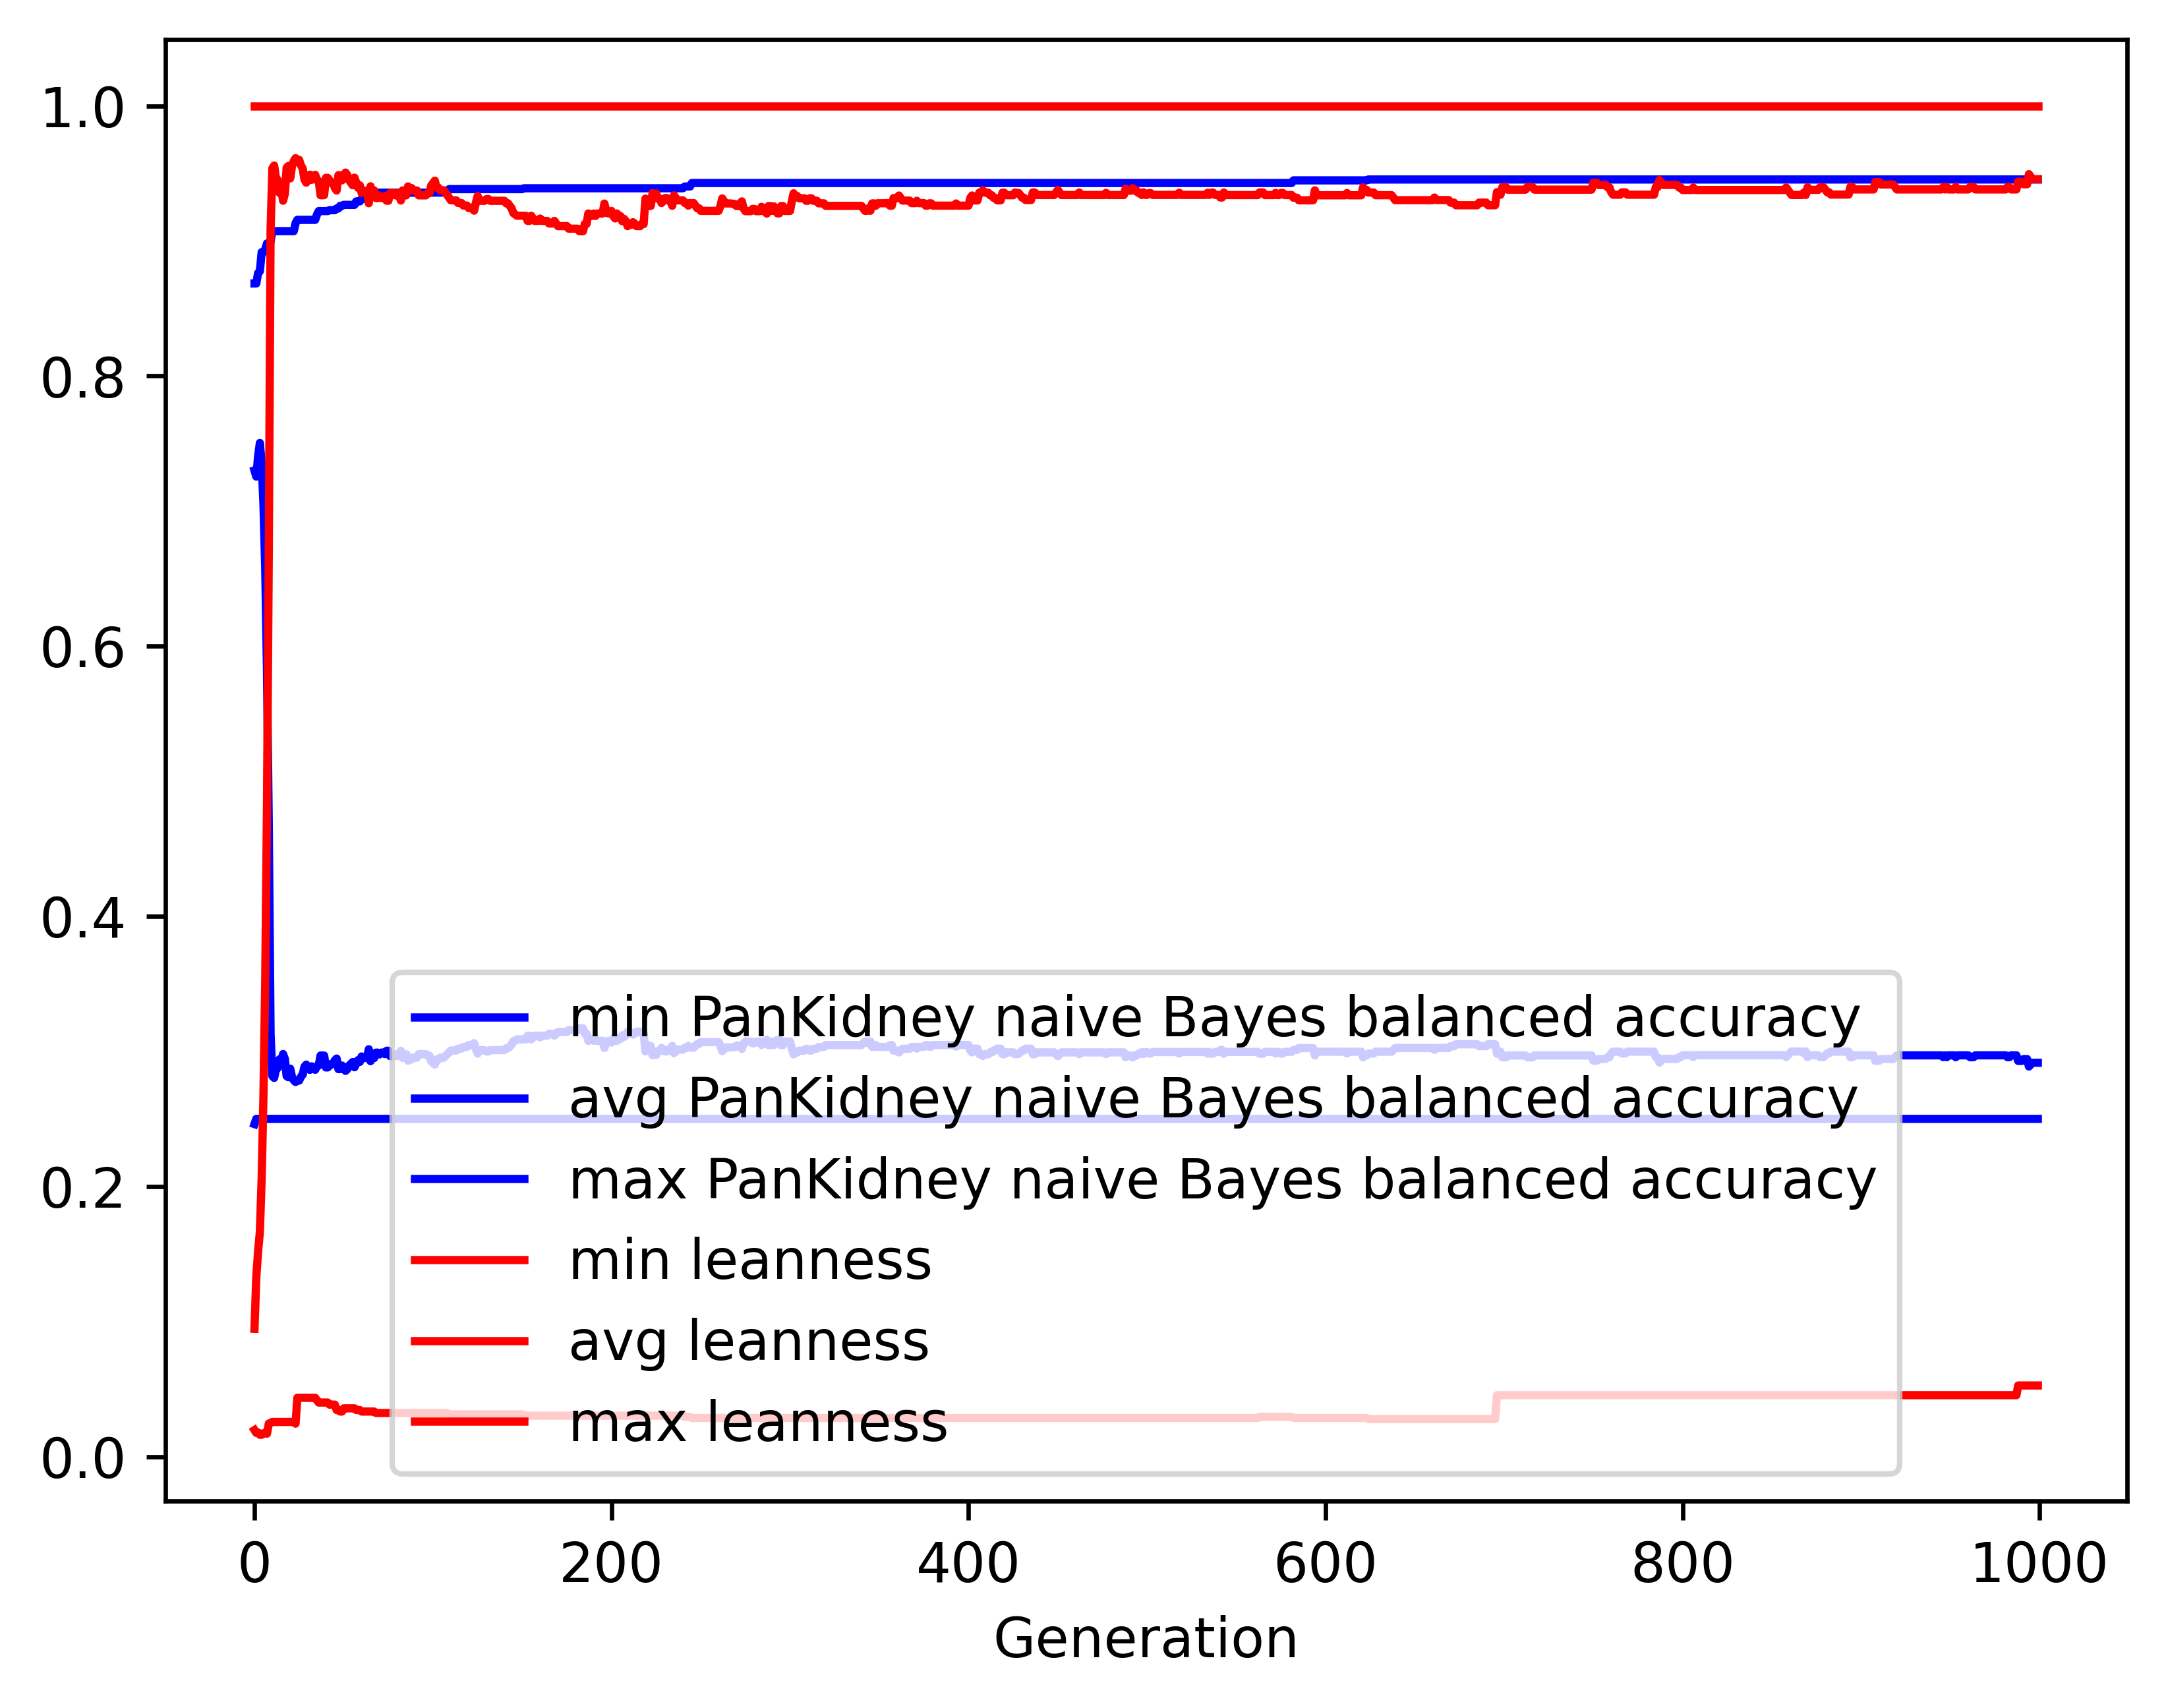 1.0
0.8
0.6
0.4
0.2
0.0
min PanKidney naive Bayes balanced accuracy
avg PanKidney naive Bayes balanced accuracy
max PanKidney naive Bayes balanced accuracy
min leanness
avg leanness
max leanness
0 200 400 600 800 1000
Generation